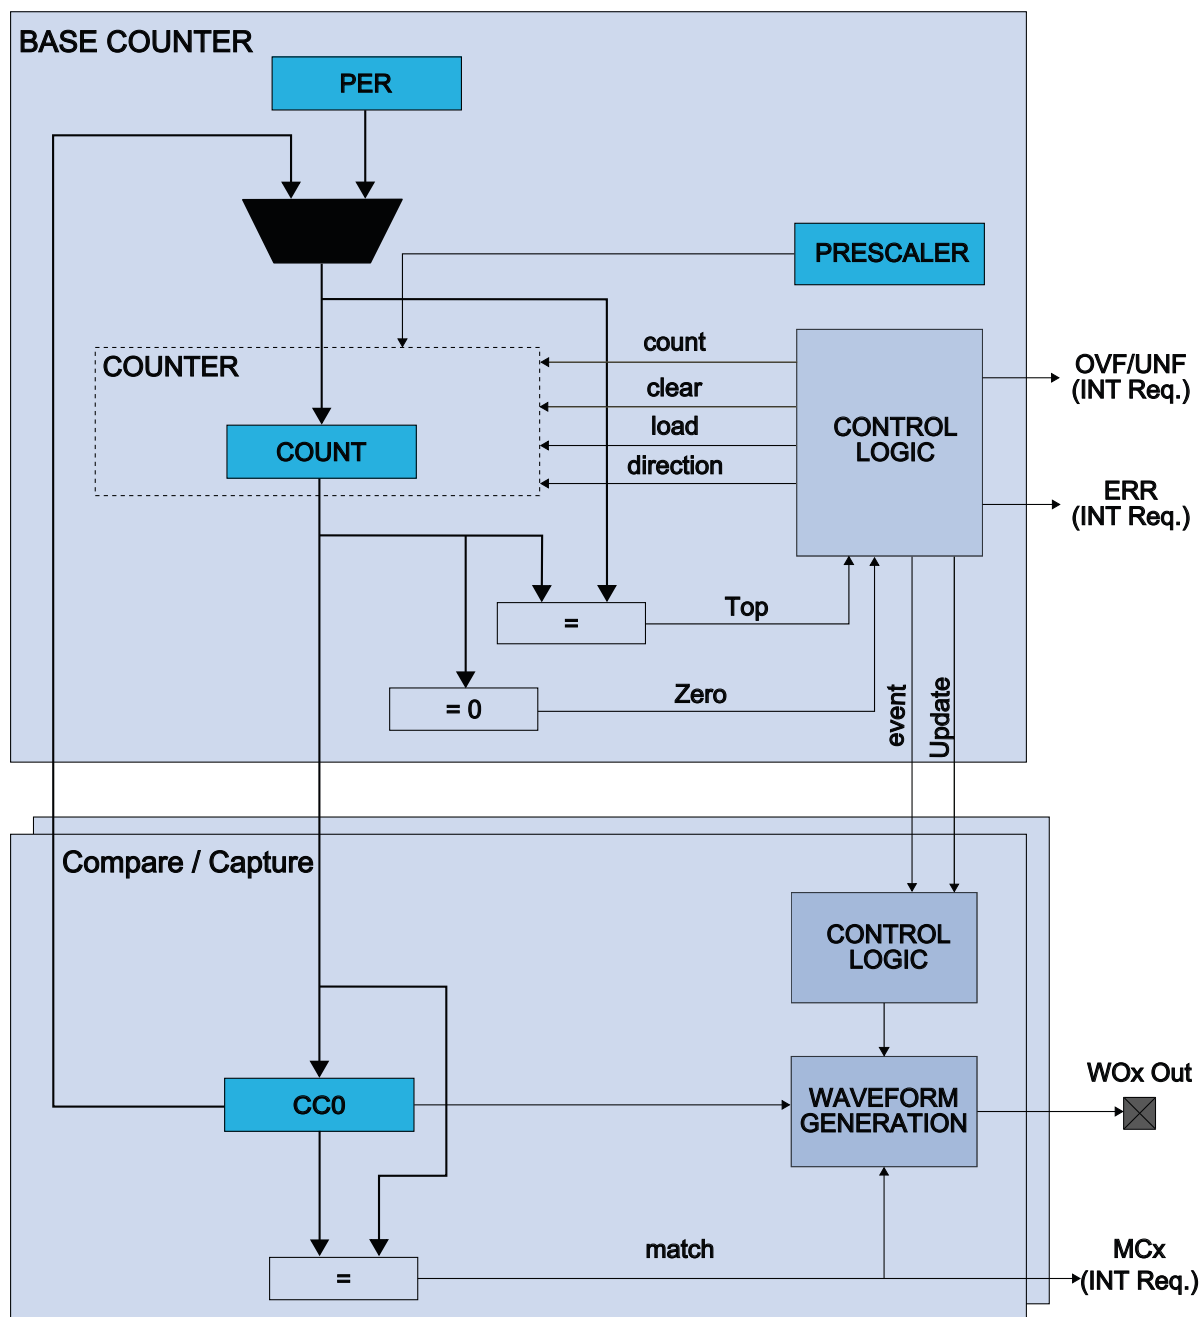 BASE COUNTER
PER
PRESCALER
COUNTER
COUNT
count
clear
load
direction
CONTROL
LOGIC
OVF/UNF
(INT Req.)
ERR
(INT Req.)
=
Top
= 0
Zero
event
Update
Compare / Capture
CONTROL
LOGIC
CC0
WAVEFORM
GENERATION
WOx Out
=
match
MCx
(INT Req.)